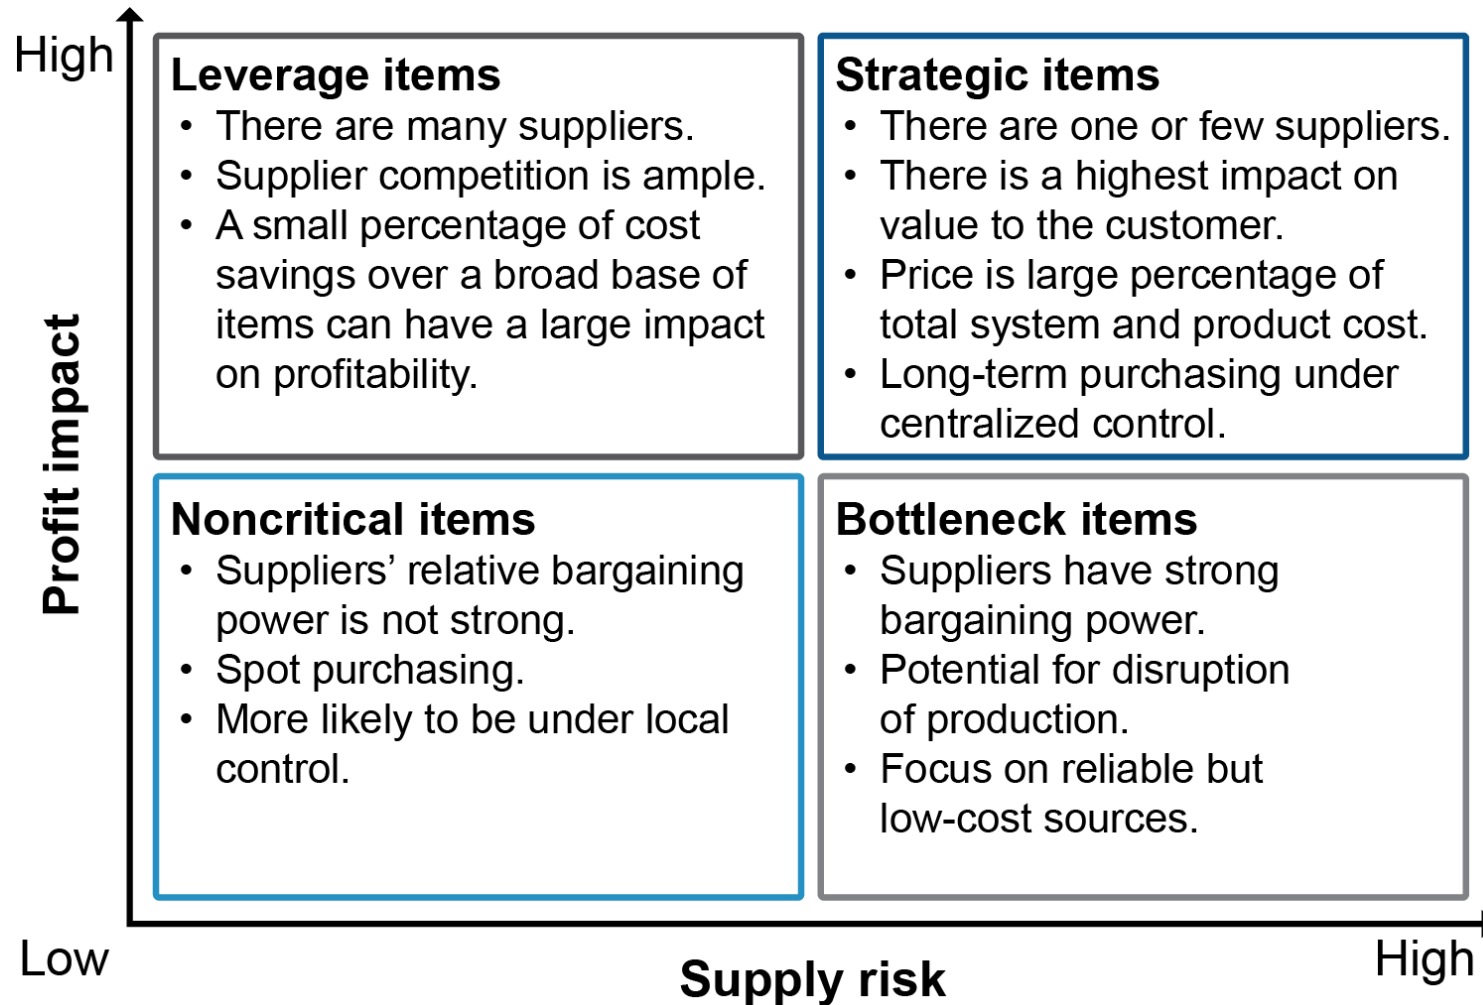 High
Leverage items
• There are many suppliers.
• Supplier competition is ample.
• A small percentage of cost
savings over a broad base of
items can have a large impact
on profitability.
Strategic items
• There are one or few suppliers.
• There is a highest impact on
value to the customer.
• Price is large percentage of
total system and product cost.
• Long-term purchasing under
centralized control.
Profit impact
Noncritical items
• Suppliers’ relative bargaining
power is not strong.
• Spot purchasing.
• More likely to be under local
control.
Bottleneck items
• Suppliers have strong
bargaining power.
• Potential for disruption
of production.
• Focus on reliable but
low-cost sources.
Low
Supply risk
High